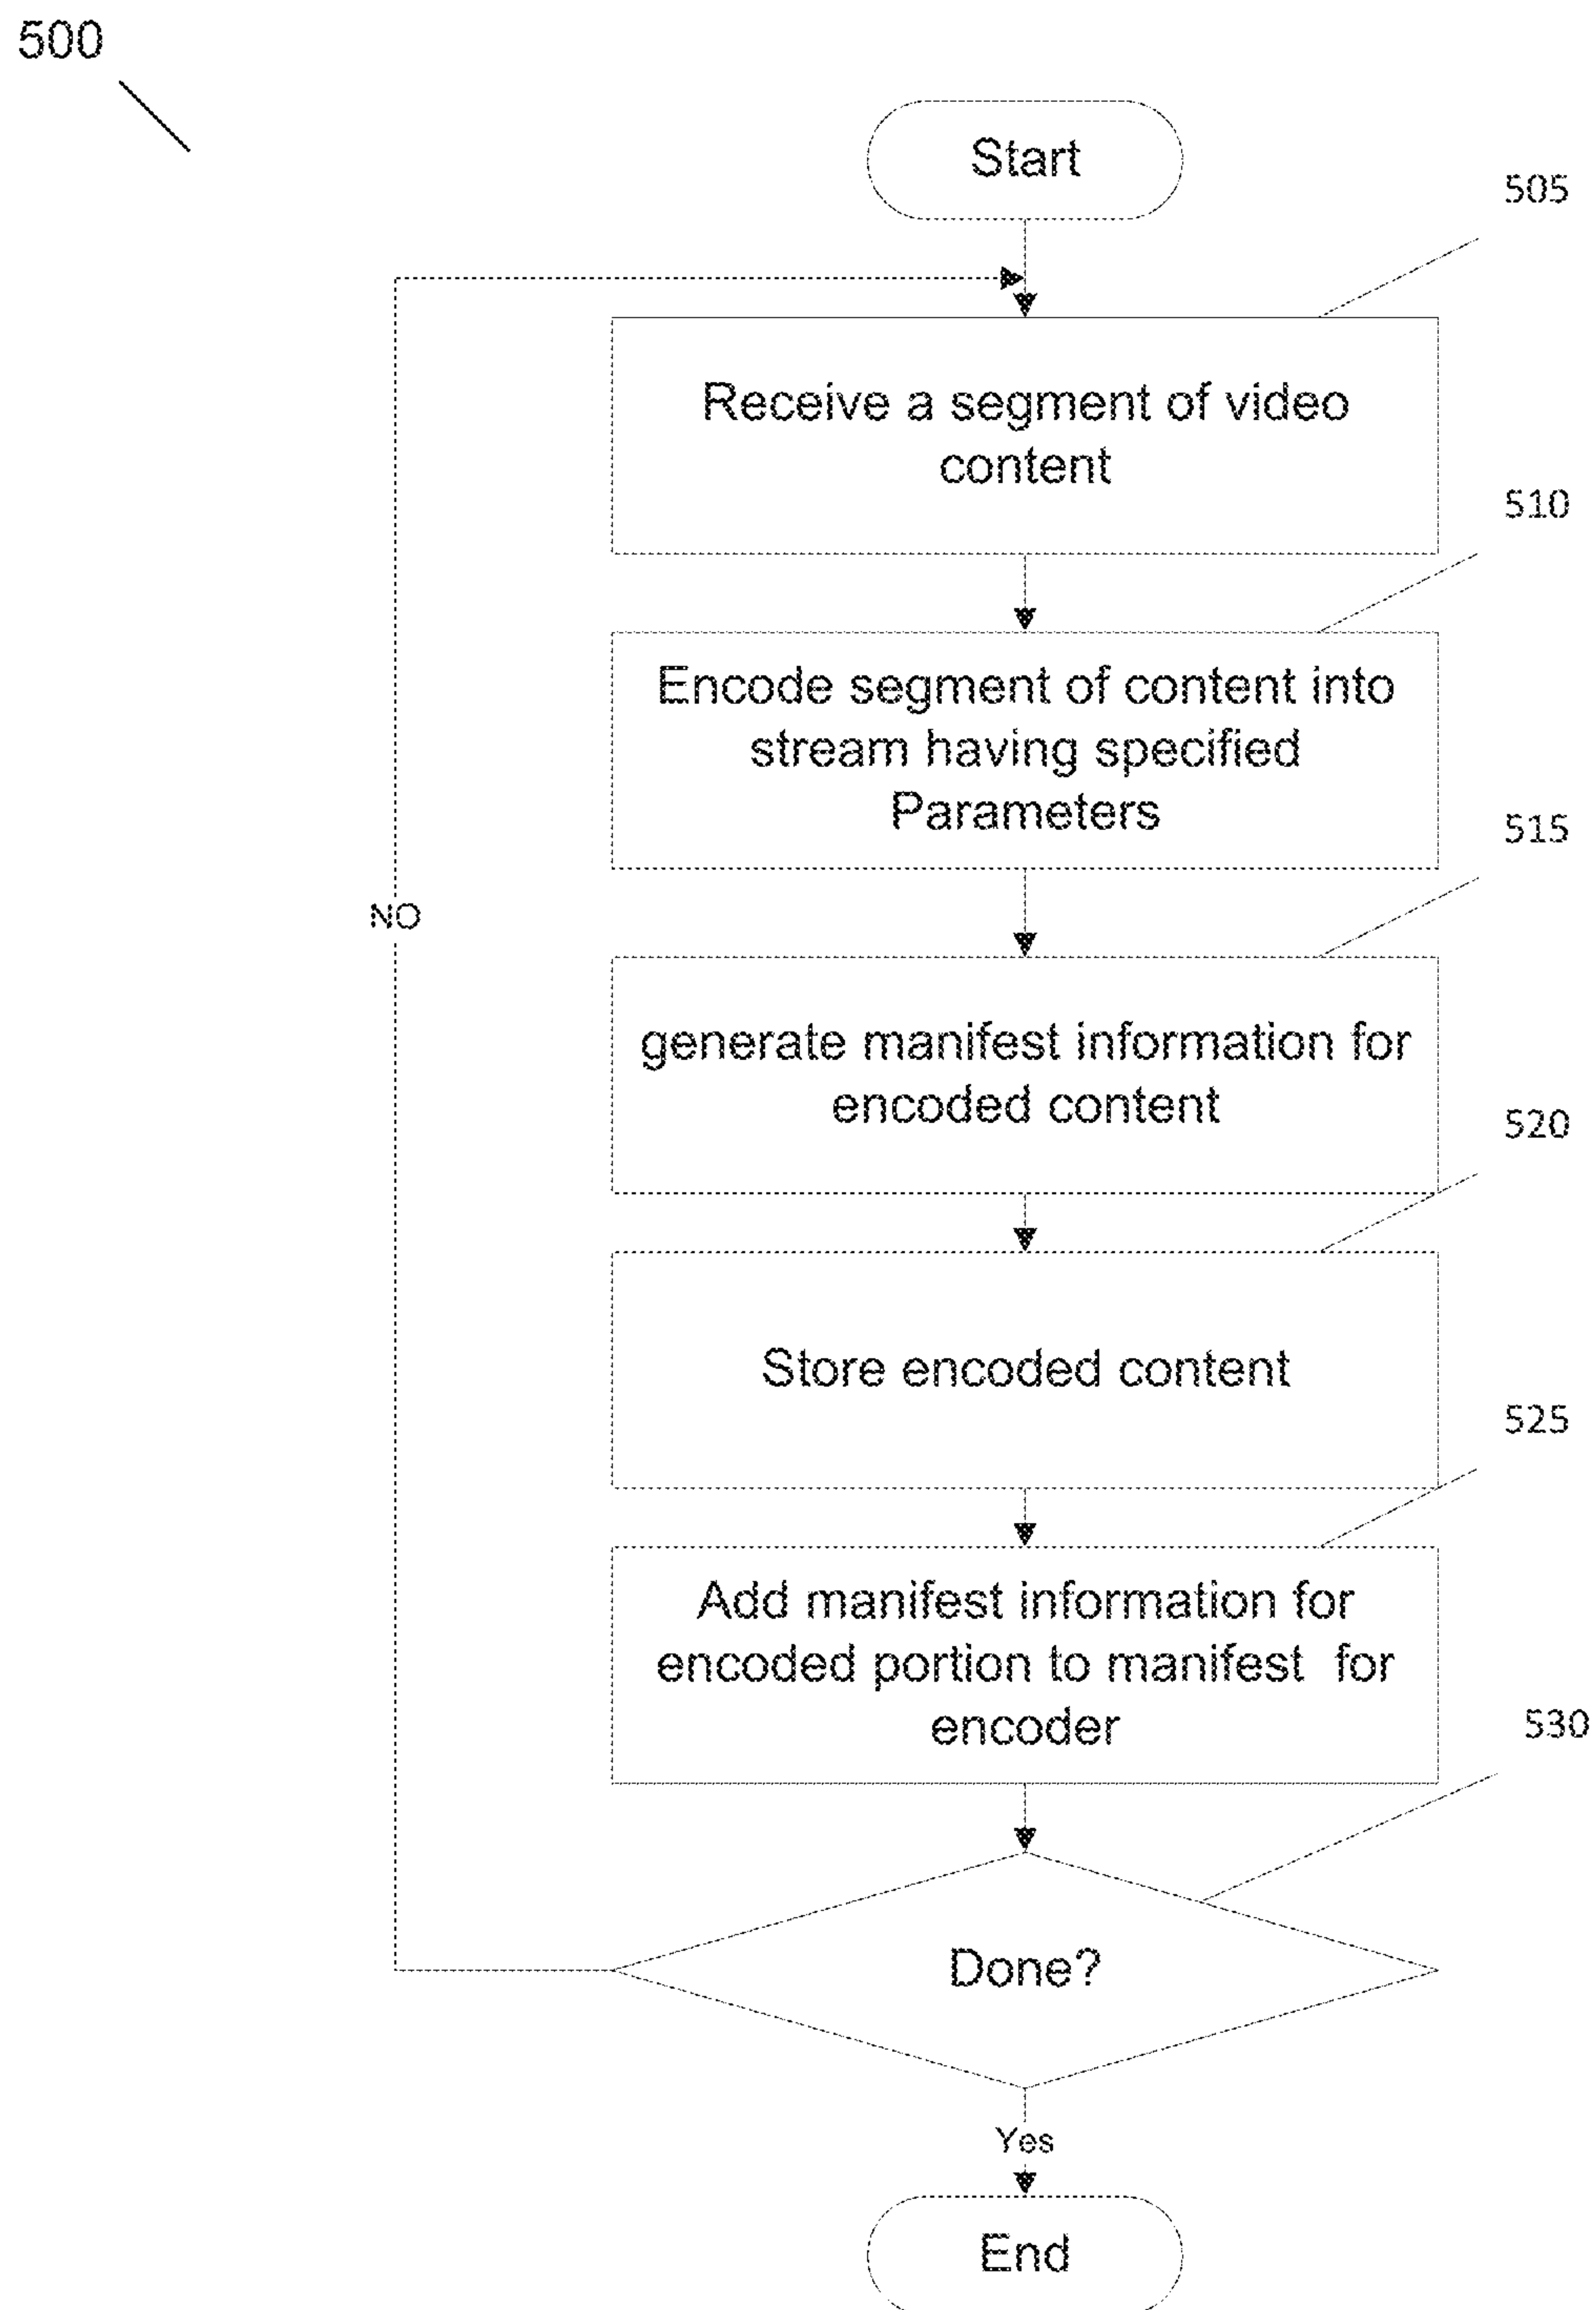 500
Start
505
Receive a segment of video
content
510
Encode segment of content into
stream having specified
Parameters
515
NO
generate manifest information for
encoded content
520
Store encoded content
525
Add manifest information for
encoded portion to manifest for
encoder
530
Done?
Yes
End